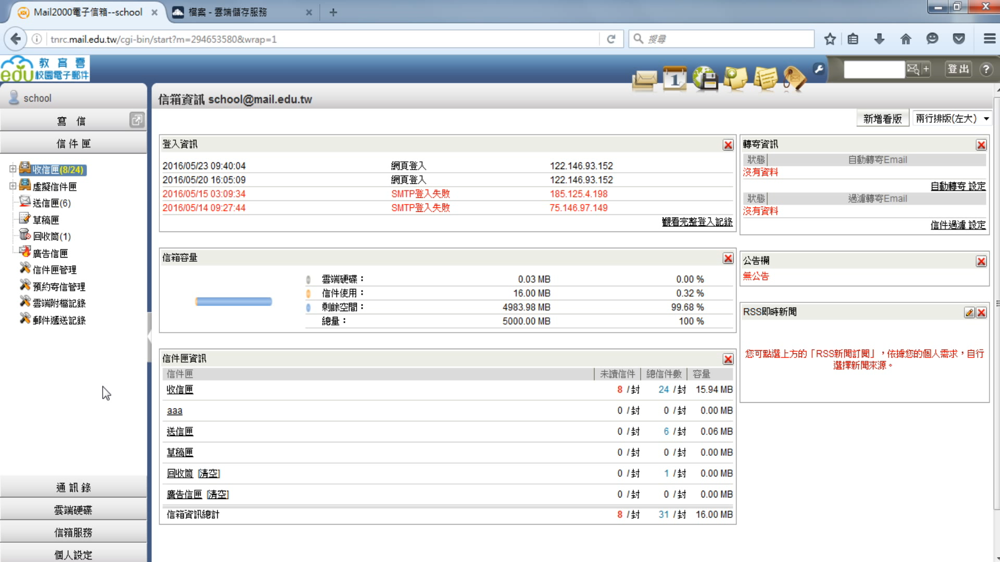 Mail2000電子信箱--school
檔案 - 雲端儲存服務
tnrc.mail.edu.tw/cgi-bin/start?m=294653580&wrap=1
搜尋
教育雲
edu校園電子郵件
1
登出
?
school
信箱資訊 school@mail.edu.tw
寫 信
新增看版
兩行排版(左大)
信件匣
收信匣(8/24)
虛擬信件匣
送信匣(6)
草稿匣
回收筒(1)
廣告信匣
信件匣管理
預約寄信管理
雲端附檔記錄
郵件遞送記錄
通訊錄
雲端硬碟
信箱服務
個人設定
登入資訊
2016/05/23 09:40:04 網頁登入 122.146.93.152
2016/05/20 16:05:09 網頁登入 122.146.93.152
2016/05/15 03:09:34 SMTP登入失敗 185.125.4.198
2016/05/14 09:27:44 SMTP登入失敗 75.146.97.149
觀看完整登入記錄
信箱容量
雲端硬碟： 0.03 MB 0.00 %
信件使用： 16.00 MB 0.32 %
剩餘空間： 4983.98 MB 99.68 %
總量： 5000.00 MB 100 %
信件匣資訊
信件匣 未讀信件 總信件數 容量
收信匣 8 /封 24 /封 15.94 MB
aaa 0 /封 0 /封 0.00 MB
送信匣 0 /封 6 /封 0.06 MB
草稿匣 0 /封 0 /封 0.00 MB
回收筒 [清空] 0 /封 1 /封 0.00 MB
廣告信匣 [清空] 0 /封 0 /封 0.00 MB
信箱資訊總計 8 /封 31 /封 16.00 MB
轉寄資訊
狀態 自動轉寄Email
沒有資料
自動轉寄 設定
狀態 過濾轉寄Email
沒有資料
信件過濾 設定
公告欄
無公告
RSS即時新聞
您可點選上方的「RSS新聞訂閱」，依據您的個人需求，自行
選擇新聞來源。